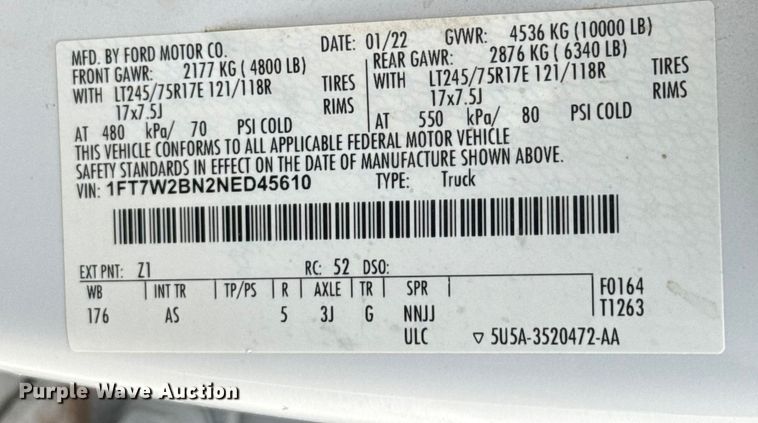 MFD. BY FORD MOTOR CO. DATE: 01/22 GVWR: 4536 KG (10000 LB)
FRONT GAWR: 2177 KG ( 4800 LB) REAR GAWR: 2876 KG ( 6340 LB)
WITH LT245/75R17E 121/118R TIRES WITH LT245/75R17E 121/118R TIRES
17x7.5J RIMS 17x7.5J RIMS
AT 480 kPa/ 70 PSI COLD AT 550 kPa/ 80 PSI COLD
THIS VEHICLE CONFORMS TO ALL APPLICABLE FEDERAL MOTOR VEHICLE
SAFETY STANDARDS IN EFFECT ON THE DATE OF MANUFACTURE SHOWN ABOVE.
VIN: 1FT7W2BN2NED45610 TYPE: Truck
EXT PNT: Z1 RC: 52 DSO:
WB INT TR TP/PS R AXLE TR SPR F0164
176 AS 5 3J G NNJJ T1263
ULC ▽ 5U5A-3520472-AA
Purple Wave Auction